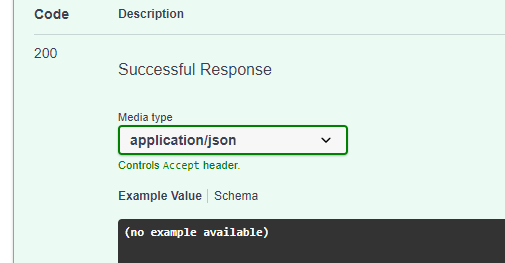 Code Description
200
Successful Response
Media type
application/json
Controls Accept header.
Example Value Schema
(no example available)